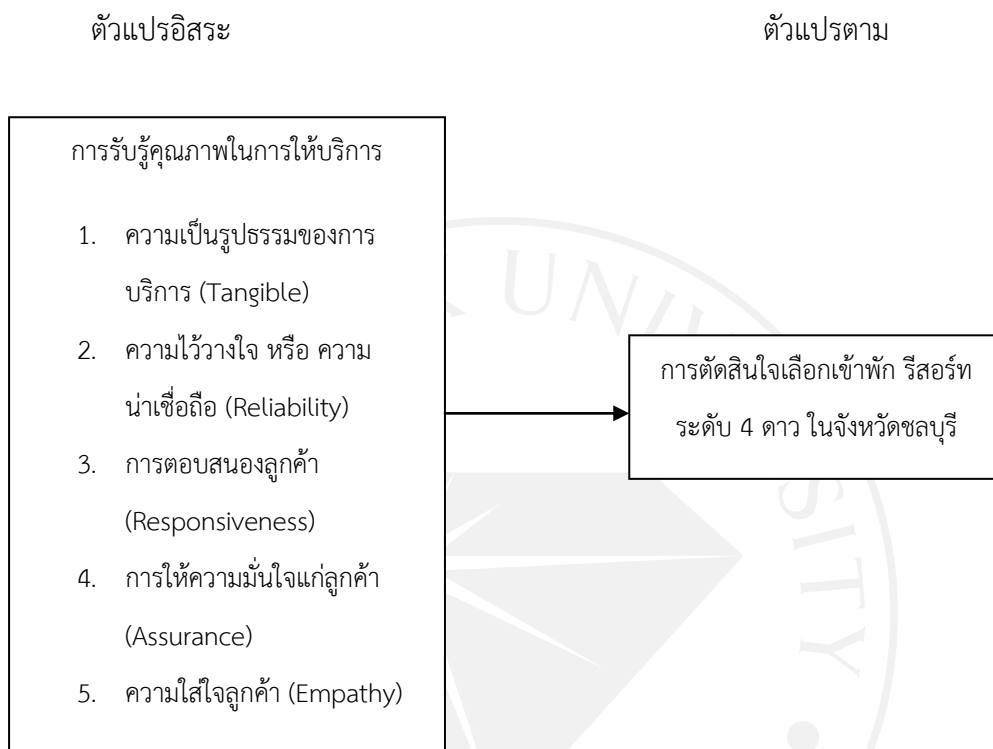 ตัวแปรอิสระ
ตัวแปรตาม
การรับรู้คุณภาพในการให้บริการ
1. ความเป็นรูปธรรมของการ
บริการ (Tangible)
2. ความไว้วางใจ หรือ ความ
น่าเชื่อถือ (Reliability)
3. การตอบสนองลูกค้า
(Responsiveness)
4. การให้ความมั่นใจแก่ลูกค้า
(Assurance)
5. ความใส่ใจลูกค้า (Empathy)
การตัดสินใจเลือกเข้าพัก รีสอร์ท
ระดับ 4 ดาว ในจังหวัดชลบุรี